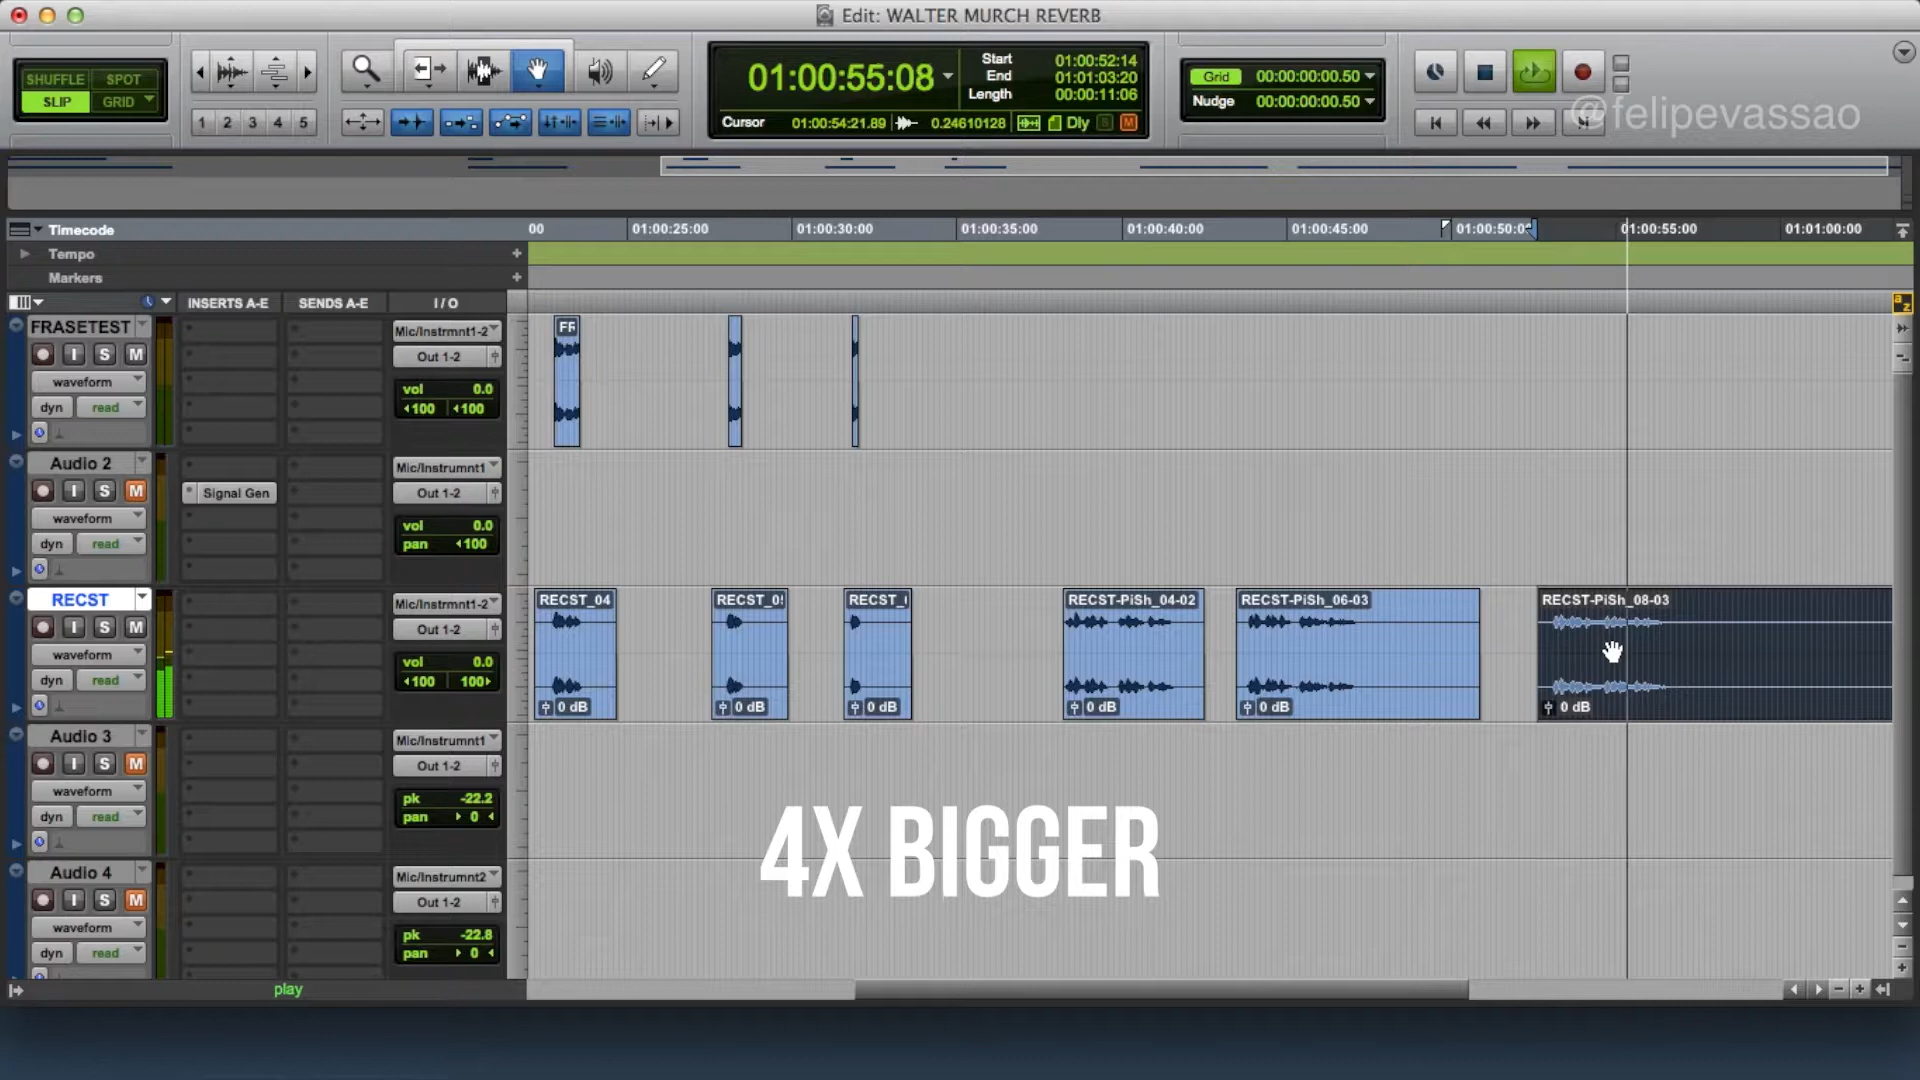 Edit: WALTER MURCH REVERB
SHUFFLE SPOT
SLIP GRID
1 2 3 4 5
01:00:55:08
Start 01:00:52:14
End 01:01:03:20
Length 00:00:11:06
Cursor 01:00:54:21.89 0.24610128 Dly M
Grid 00:00:00:00.50
Nudge 00:00:00:00.50
@felipevassao
Timecode 00 01:00:25:00 01:00:30:00 01:00:35:00 01:00:40:00 01:00:45:00 01:00:50:0 01:00:55:00 01:01:00:00
Tempo
Markers
INSERTS A-E SENDS A-E I / O
a z
FRASETEST Mic/Instrmnt1-2 FR
I S M Out 1-2
waveform vol 0.0
dyn read 100 100
Audio 2 Mic/Instrumnt1
I S M Signal Gen Out 1-2
waveform vol 0.0
dyn read pan 100
RECST Mic/Instrmnt1-2 RECST_04 RECST_0 RECST_ RECST-PiSh_04-02 RECST-PiSh_06-03 RECST-PiSh_08-03
I S M Out 1-2
waveform vol 0.0
dyn read 100 100
0 dB 0 dB 0 dB 0 dB 0 dB 0 dB
Audio 3 Mic/Instrumnt1
I S M Out 1-2
waveform pk -22.2
dyn read pan 0
4X BIGGER
Audio 4 Mic/Instrumnt2
I S M Out 1-2
waveform pk -22.8
dyn read pan 0
play